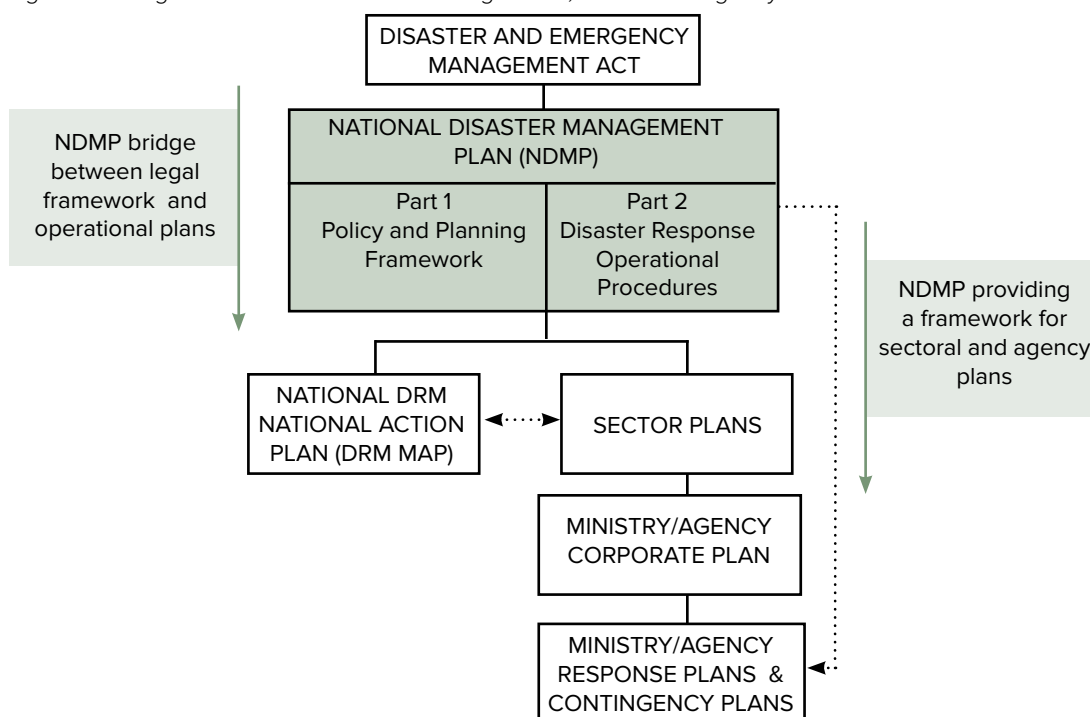 DISASTER AND EMERGENCY
MANAGEMENT ACT
NDMP bridge
between legal
framework and
operational plans
NATIONAL DISASTER MANAGEMENT
PLAN (NDMP)
Part 1
Policy and Planning
Framework
Part 2
Disaster Response
Operational
Procedures
NDMP providing
a framework for
sectoral and agency
plans
NATIONAL DRM
NATIONAL ACTION
PLAN (DRM MAP)
SECTOR PLANS
MINISTRY/AGENCY
CORPORATE PLAN
MINISTRY/AGENCY
RESPONSE PLANS &
CONTINGENCY PLANS